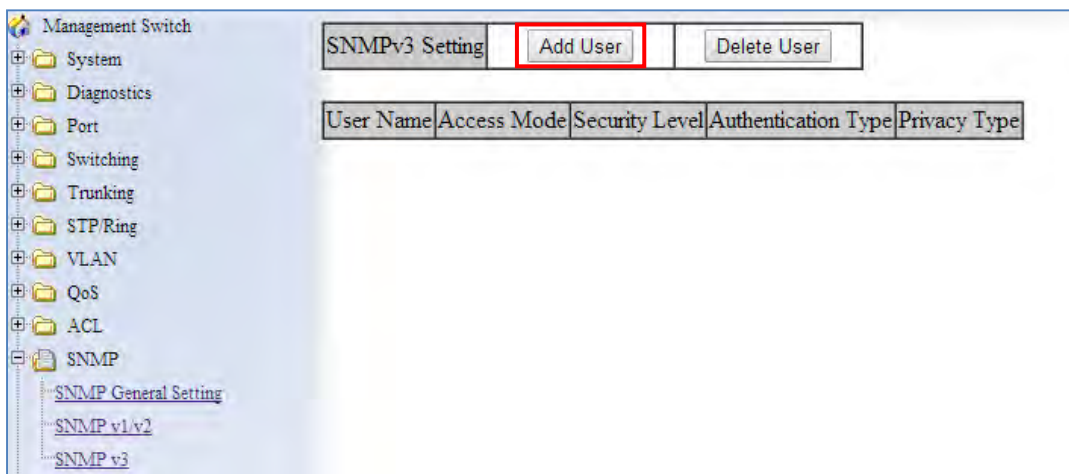 Management Switch
System
Diagnostics
Port
Switching
Trunking
STP/Ring
VLAN
QoS
ACL
SNMP
SNMP General Setting
SNMP v1/v2
SNMP v3
SNMPv3 Setting Add User Delete User
User Name Access Mode Security Level Authentication Type Privacy Type